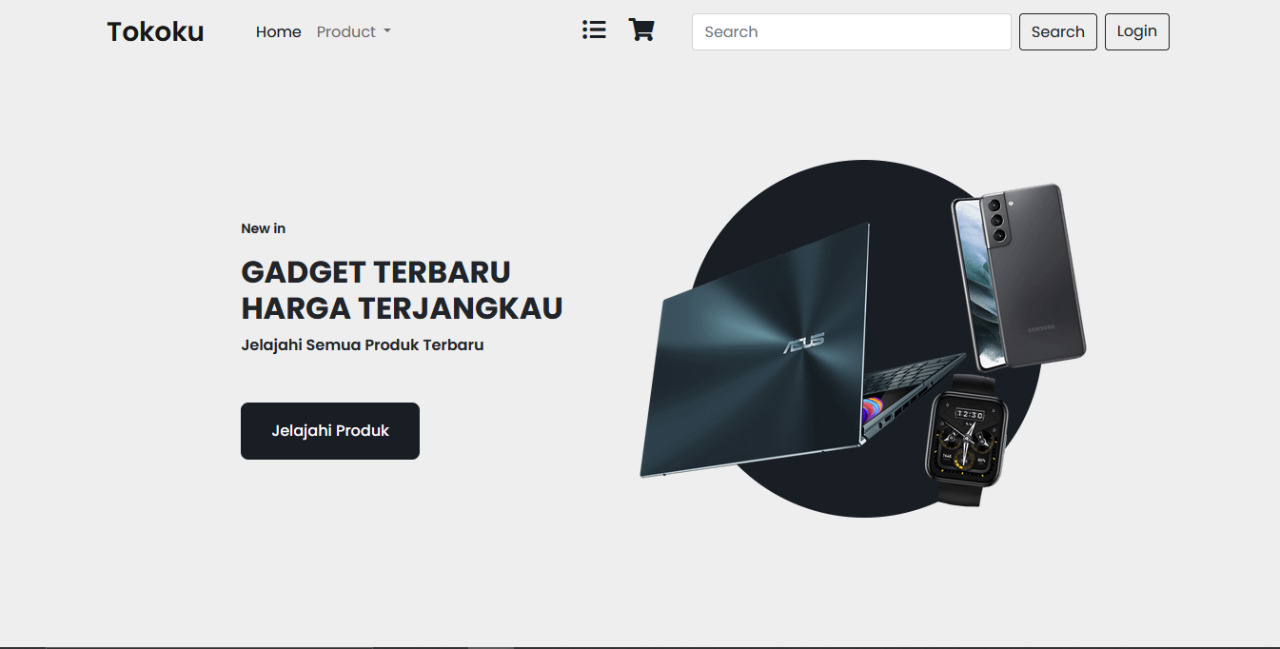 Tokoku Home Product Search Search Login
New in
GADGET TERBARU
HARGA TERJANGKAU
Jelajahi Semua Produk Terbaru
Jelajahi Produk
ASUS
SAMSUNG
12:30